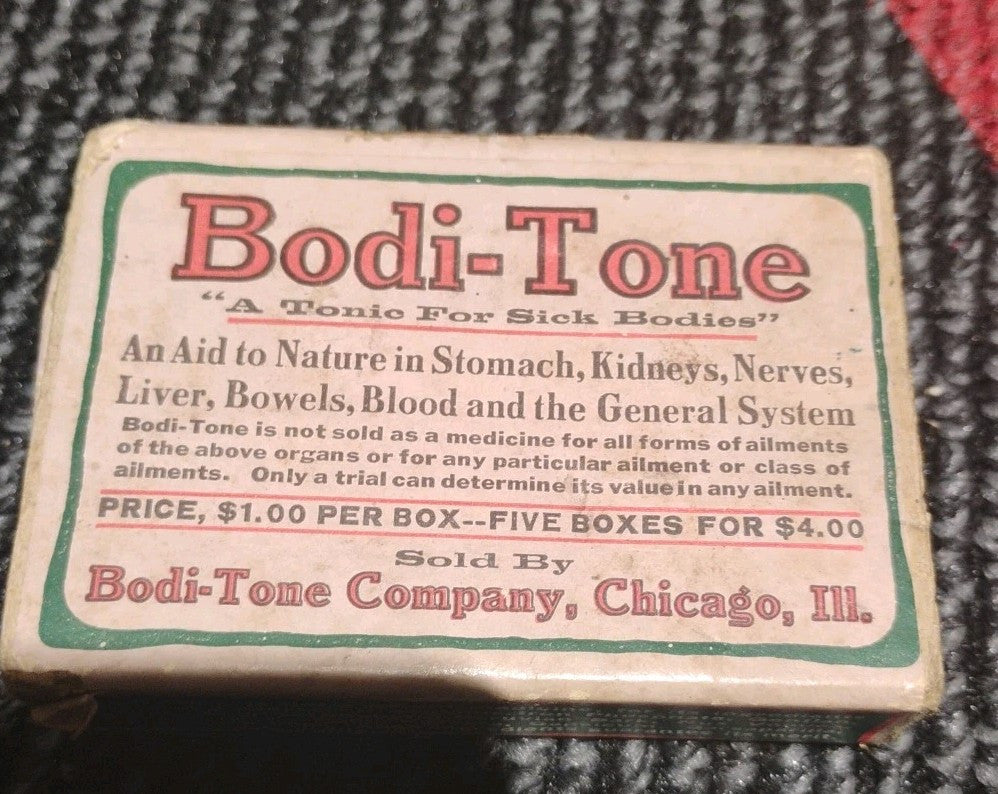 Bodi-Tone
"A Tonic For Sick Bodies"
An Aid to Nature in Stomach, Kidneys, Nerves,
Liver, Bowels, Blood and the General System
Bodi-Tone is not sold as a medicine for all forms of ailments
of the above organs or for any particular ailment or class of
ailments. Only a trial can determine its value in any ailment.
PRICE, $1.00 PER BOX--FIVE BOXES FOR $4.00
Sold By
Bodi-Tone Company, Chicago, Ill.